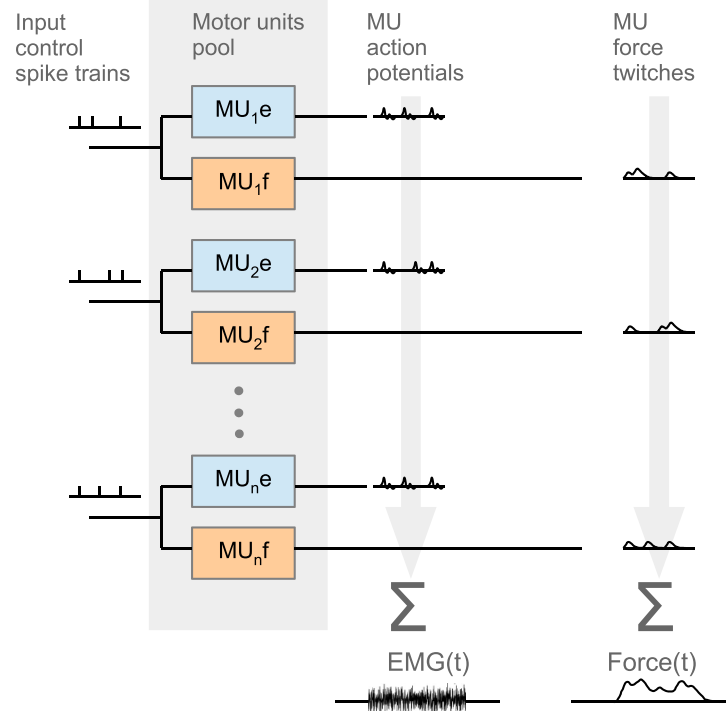 Input
control
spike trains
Motor units
pool
MU
action
potentials
MU
force
twitches
MU₁e
MU₁f
MU₂e
MU₂f
MUₙe
MUₙf
Σ Σ
EMG(t) Force(t)